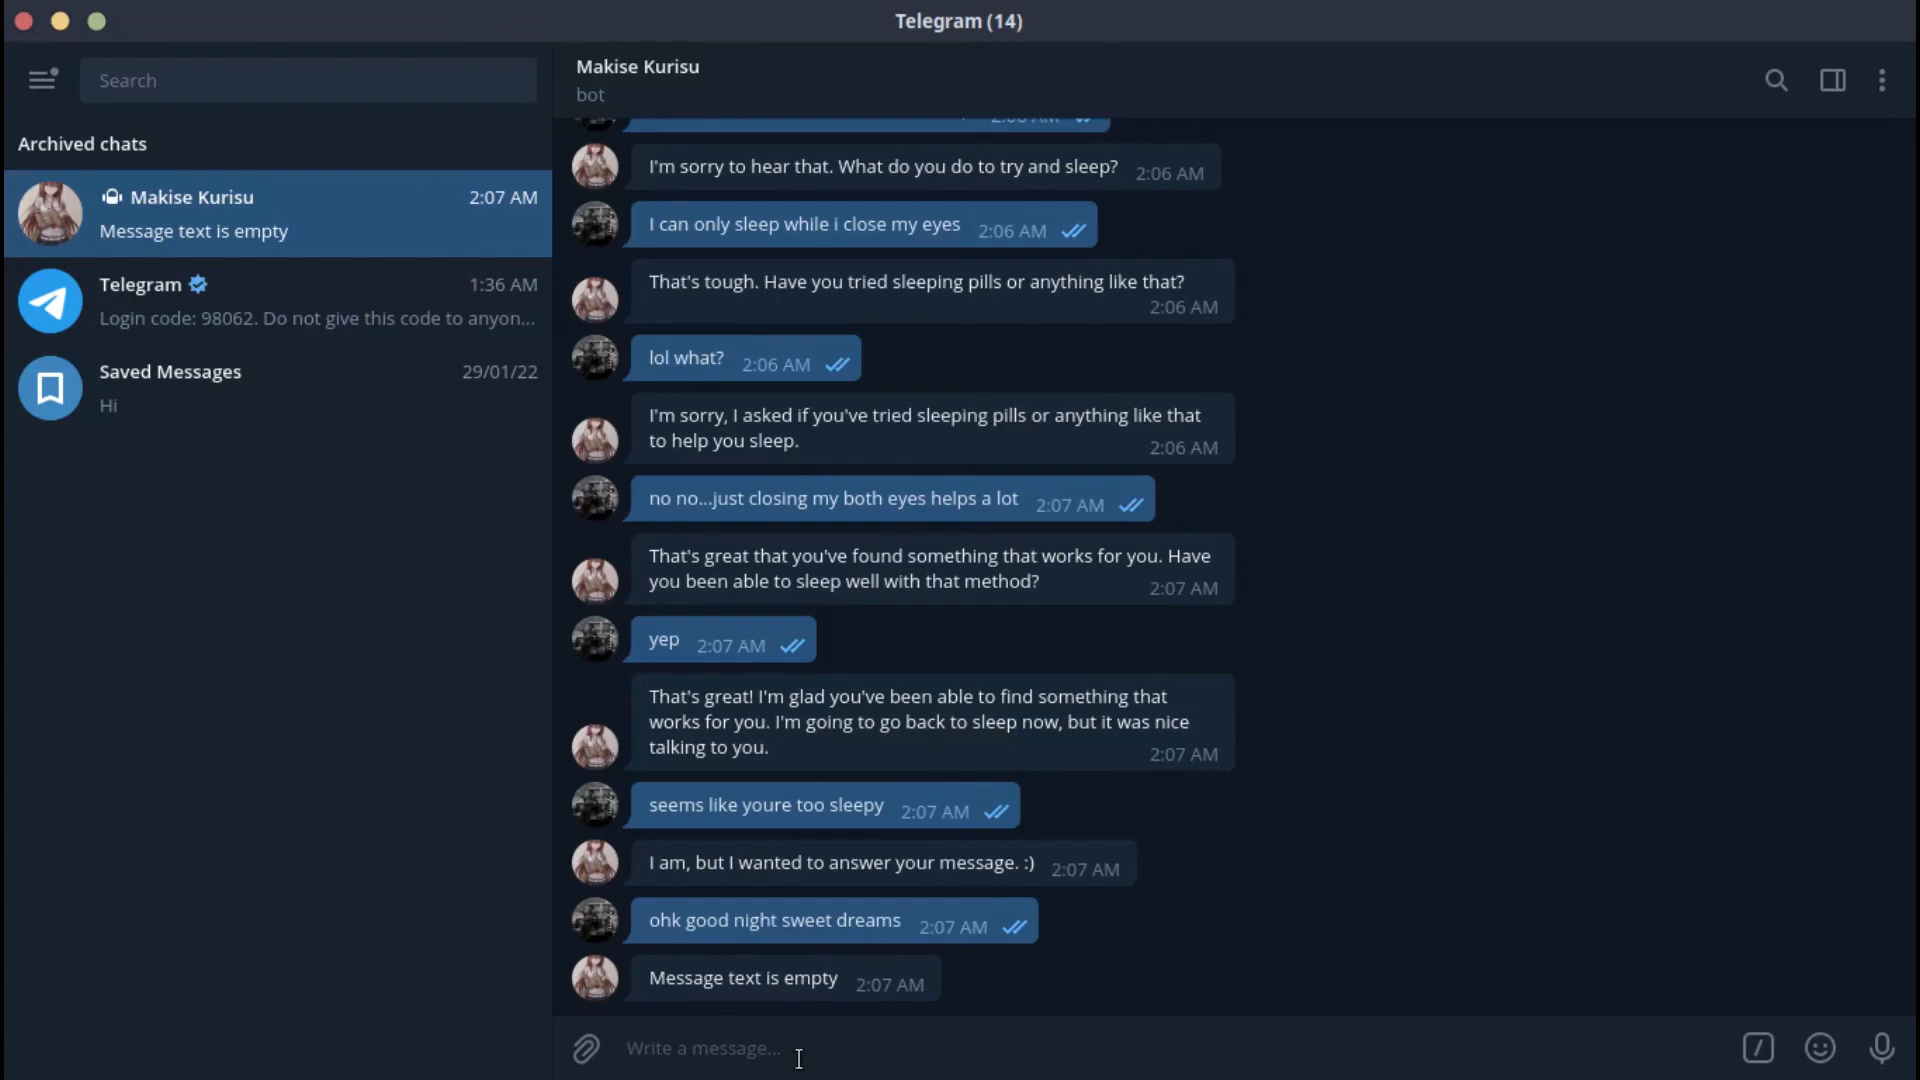 Telegram (14)
Search
Archived chats
Makise Kurisu 2:07 AM
Message text is empty
Telegram 1:36 AM
Login code: 98062. Do not give this code to anyon...
Saved Messages 29/01/22
Hi
Makise Kurisu
bot
2:06 AM
I'm sorry to hear that. What do you do to try and sleep? 2:06 AM
I can only sleep while i close my eyes 2:06 AM
That's tough. Have you tried sleeping pills or anything like that?
2:06 AM
lol what? 2:06 AM
I'm sorry, I asked if you've tried sleeping pills or anything like that
to help you sleep. 2:06 AM
no no...just closing my both eyes helps a lot 2:07 AM
That's great that you've found something that works for you. Have
you been able to sleep well with that method? 2:07 AM
yep 2:07 AM
That's great! I'm glad you've been able to find something that
works for you. I'm going to go back to sleep now, but it was nice
talking to you. 2:07 AM
seems like youre too sleepy 2:07 AM
I am, but I wanted to answer your message. :) 2:07 AM
ohk good night sweet dreams 2:07 AM
Message text is empty 2:07 AM
Write a message...